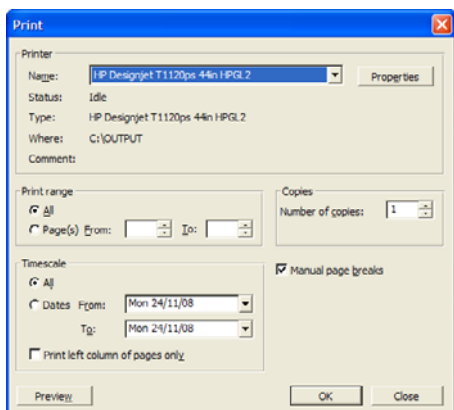 Print
Printer
Name: HP Designjet T1120ps 44in HPGL2 Properties
Status: Idle
Type: HP Designjet T1120ps 44in HPGL2
Where: C:\OUTPUT
Comment:
Print range
All
Page(s) From: To:
Copies
Number of copies: 1
Timescale
All
Dates From: Mon 24/11/08
To: Mon 24/11/08
Print left column of pages only
Manual page breaks
Preview OK Close